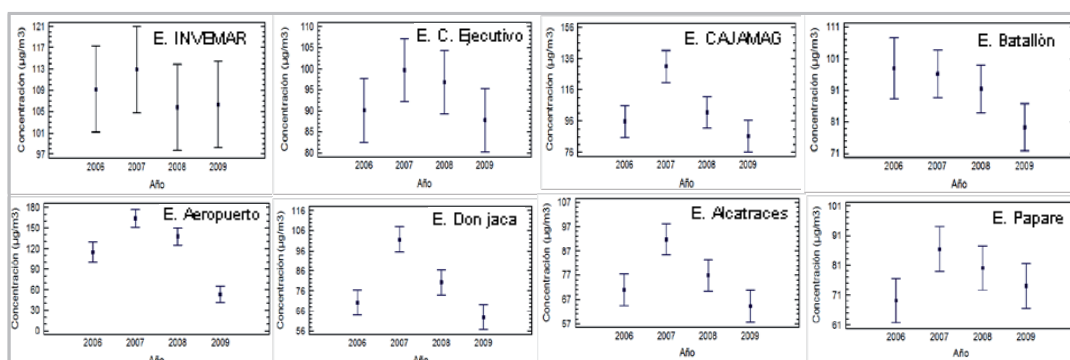 E. INVEMAR
Concentración (µg/m3)
121
117
113
109
105
101
97
2006 2007 2008 2009
Año
E. C. Ejecutivo
Concentración (µg/m3)
110
105
100
95
90
85
80
2006 2007 2008 2009
Año
E. CAJAMAG
Concentración (µg/m3)
156
136
116
96
76
2006 2007 2008 2009
Año
E. Batallón
Concentración (µg/m3)
111
101
91
81
71
2006 2007 2008 2009
Año
E. Aeropuerto
Concentración (µg/m3)
180
150
120
90
60
30
0
2006 2007 2008 2009
Año
E. Don jaca
Concentración (µg/m3)
116
106
96
86
76
66
56
2006 2007 2008 2009
Año
E. Alcatraces
Concentración (µg/m3)
107
97
87
77
67
57
2006 2007 2008 2009
Año
E. Papare
Concentración (µg/m3)
101
91
81
71
61
2006 2007 2008 2009
Año